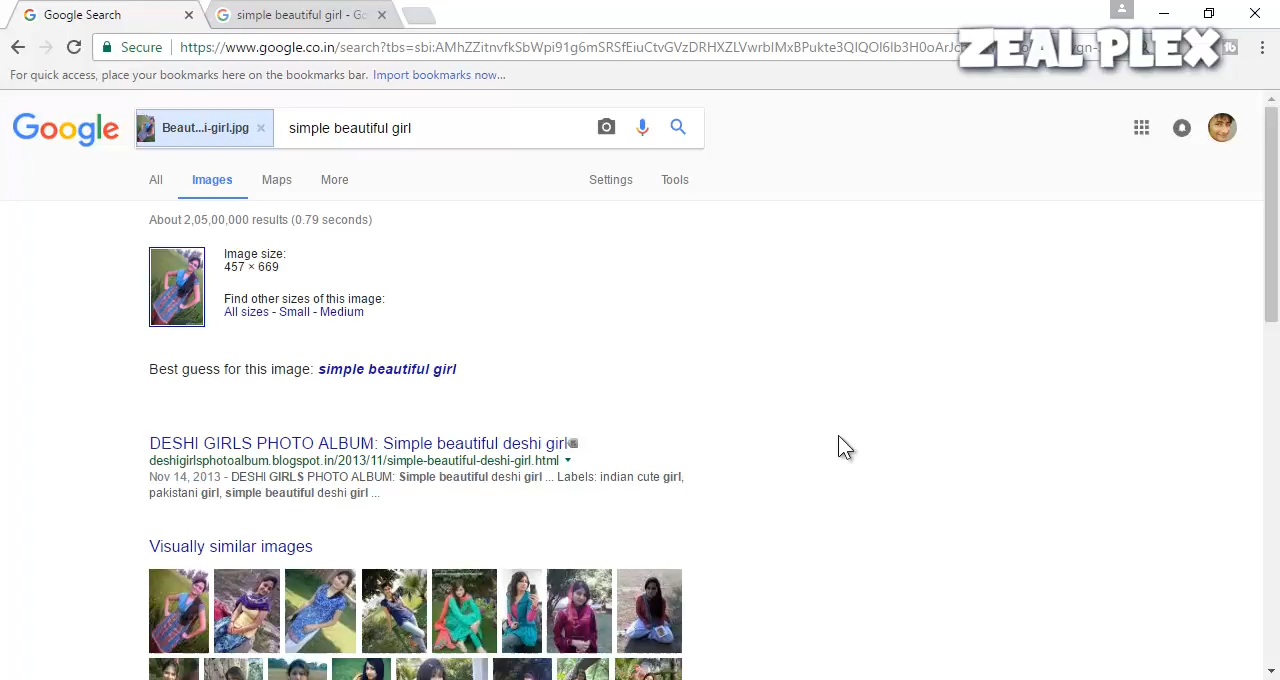 Google Search
simple beautiful girl - Go
Secure
https://www.google.co.in/search?tbs=sbi:AMhZZitnvfkSbWpi91g6mSRSfEiuCtvGVzDRHXZLVwrblMxBPukte3QIQOI6lb3H0oArJ
ZEAL PLEX
For quick access, place your bookmarks here on the bookmarks bar. Import bookmarks now...
Google
Beaut...i-girl.jpg
simple beautiful girl
All
Images
Maps
More
Settings
Tools
About 2,05,00,000 results (0.79 seconds)
Image size:
457 × 669
Find other sizes of this image:
All sizes - Small - Medium
Best guess for this image: simple beautiful girl
DESHI GIRLS PHOTO ALBUM: Simple beautiful deshi girl
deshigirlsphotoalbum.blogspot.in/2013/11/simple-beautiful-deshi-girl.html
Nov 14, 2013 - DESHI GIRLS PHOTO ALBUM: Simple beautiful deshi girl ... Labels: indian cute girl,
pakistani girl, simple beautiful deshi girl ...
Visually similar images